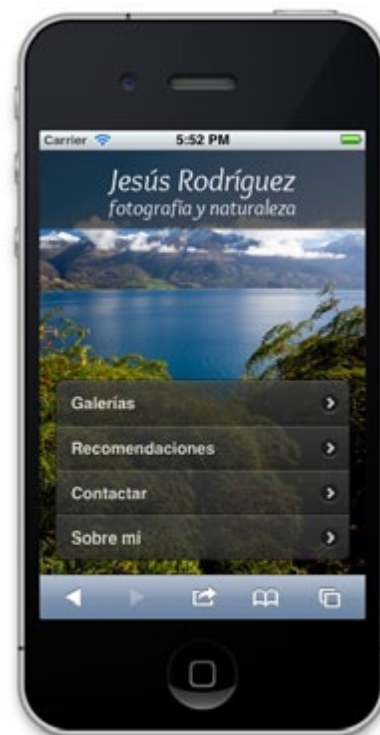 Carrier 5:52 PM
Jesús Rodríguez
fotografía y naturaleza
Galerías
Recomendaciones
Contactar
Sobre mí